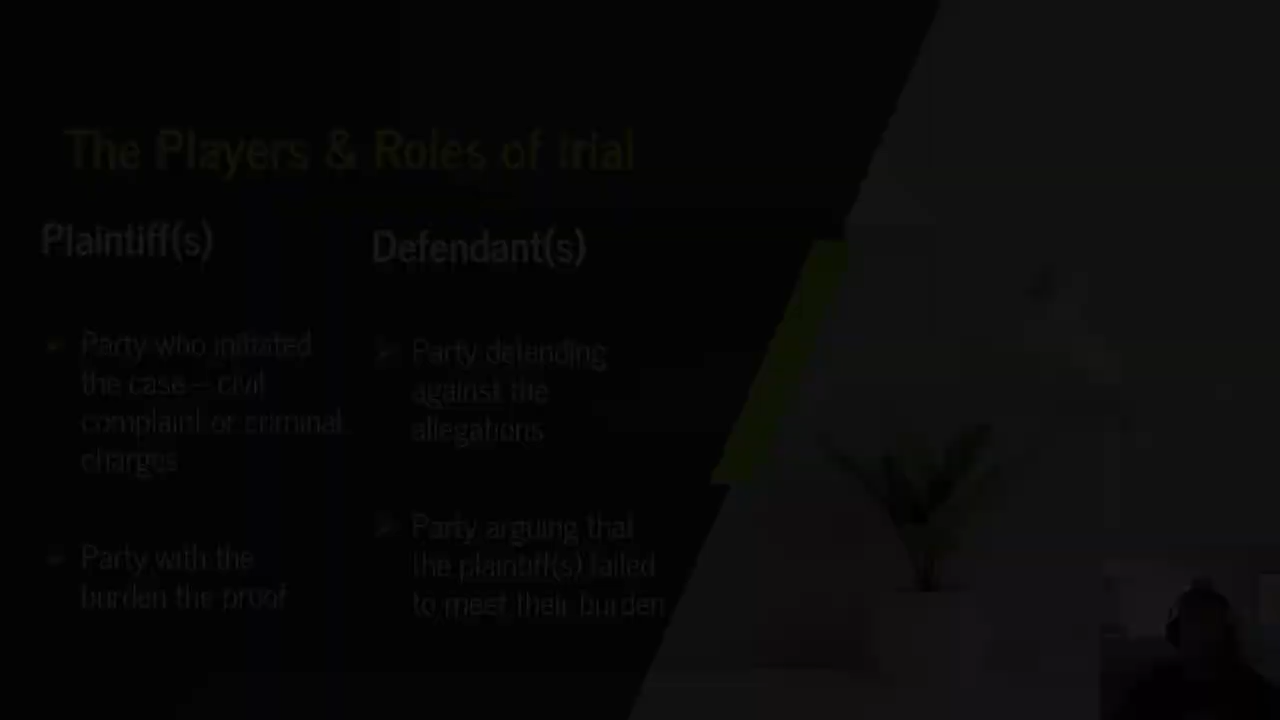 The Players & Roles of Trial
Plaintiff(s)
Party who initiated
the case – civil
complaint or criminal
charges
Party with the
burden the proof
Defendant(s)
Party defending
against the
allegations
Party arguing that
the plaintiff(s) failed
to meet their burden